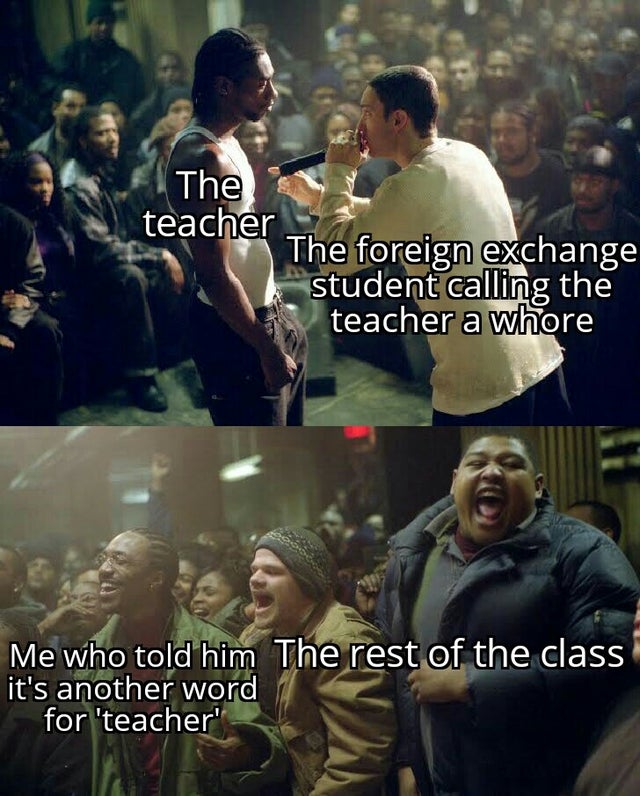 The
teacher
The foreign exchange
student calling the
teacher a whore
Me who told him
it's another word
for 'teacher'
The rest of the class